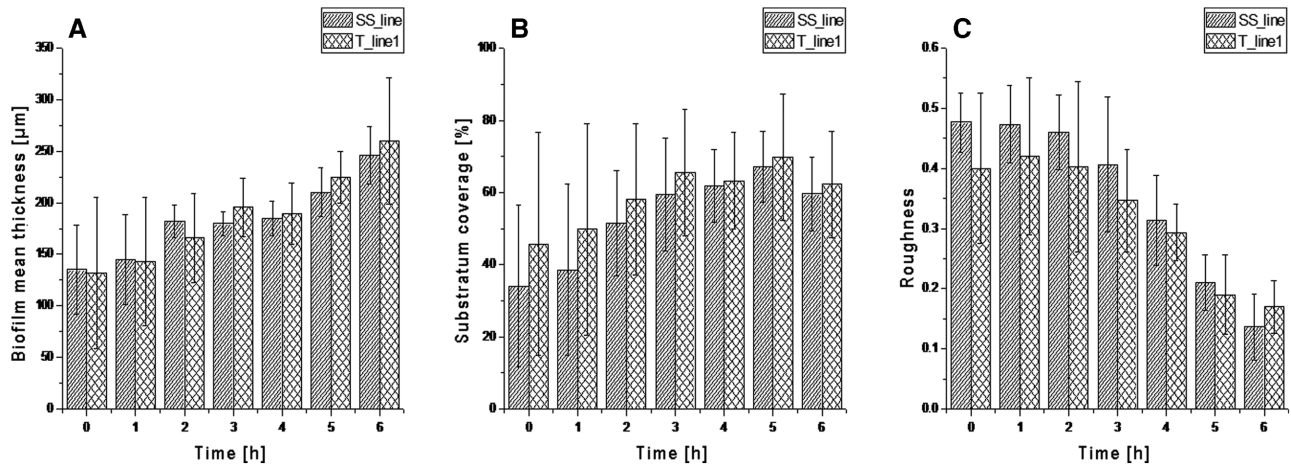 A
SS_line
T_line1
350
300
250
200
150
100
50
0
Biofilm mean thickness [µm]
0 1 2 3 4 5 6
Time [h]
B
SS_line
T_line1
100
80
60
40
20
0
Substratum coverage [%]
0 1 2 3 4 5 6
Time [h]
C
SS_line
T_line1
0.6
0.5
0.4
0.3
0.2
0.1
0.0
Roughness
0 1 2 3 4 5 6
Time [h]